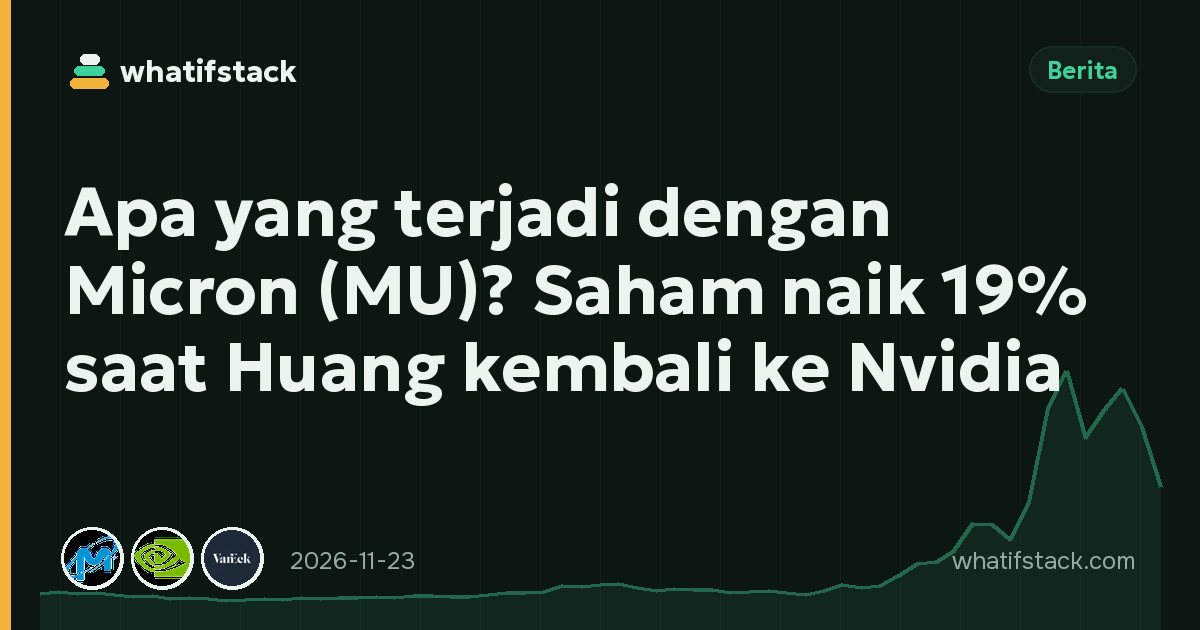 whatifstack
Berita
Apa yang terjadi dengan
Micron (MU)? Saham naik 19%
saat Huang kembali ke Nvidia
VanEck
2026-11-23
whatifstack.com